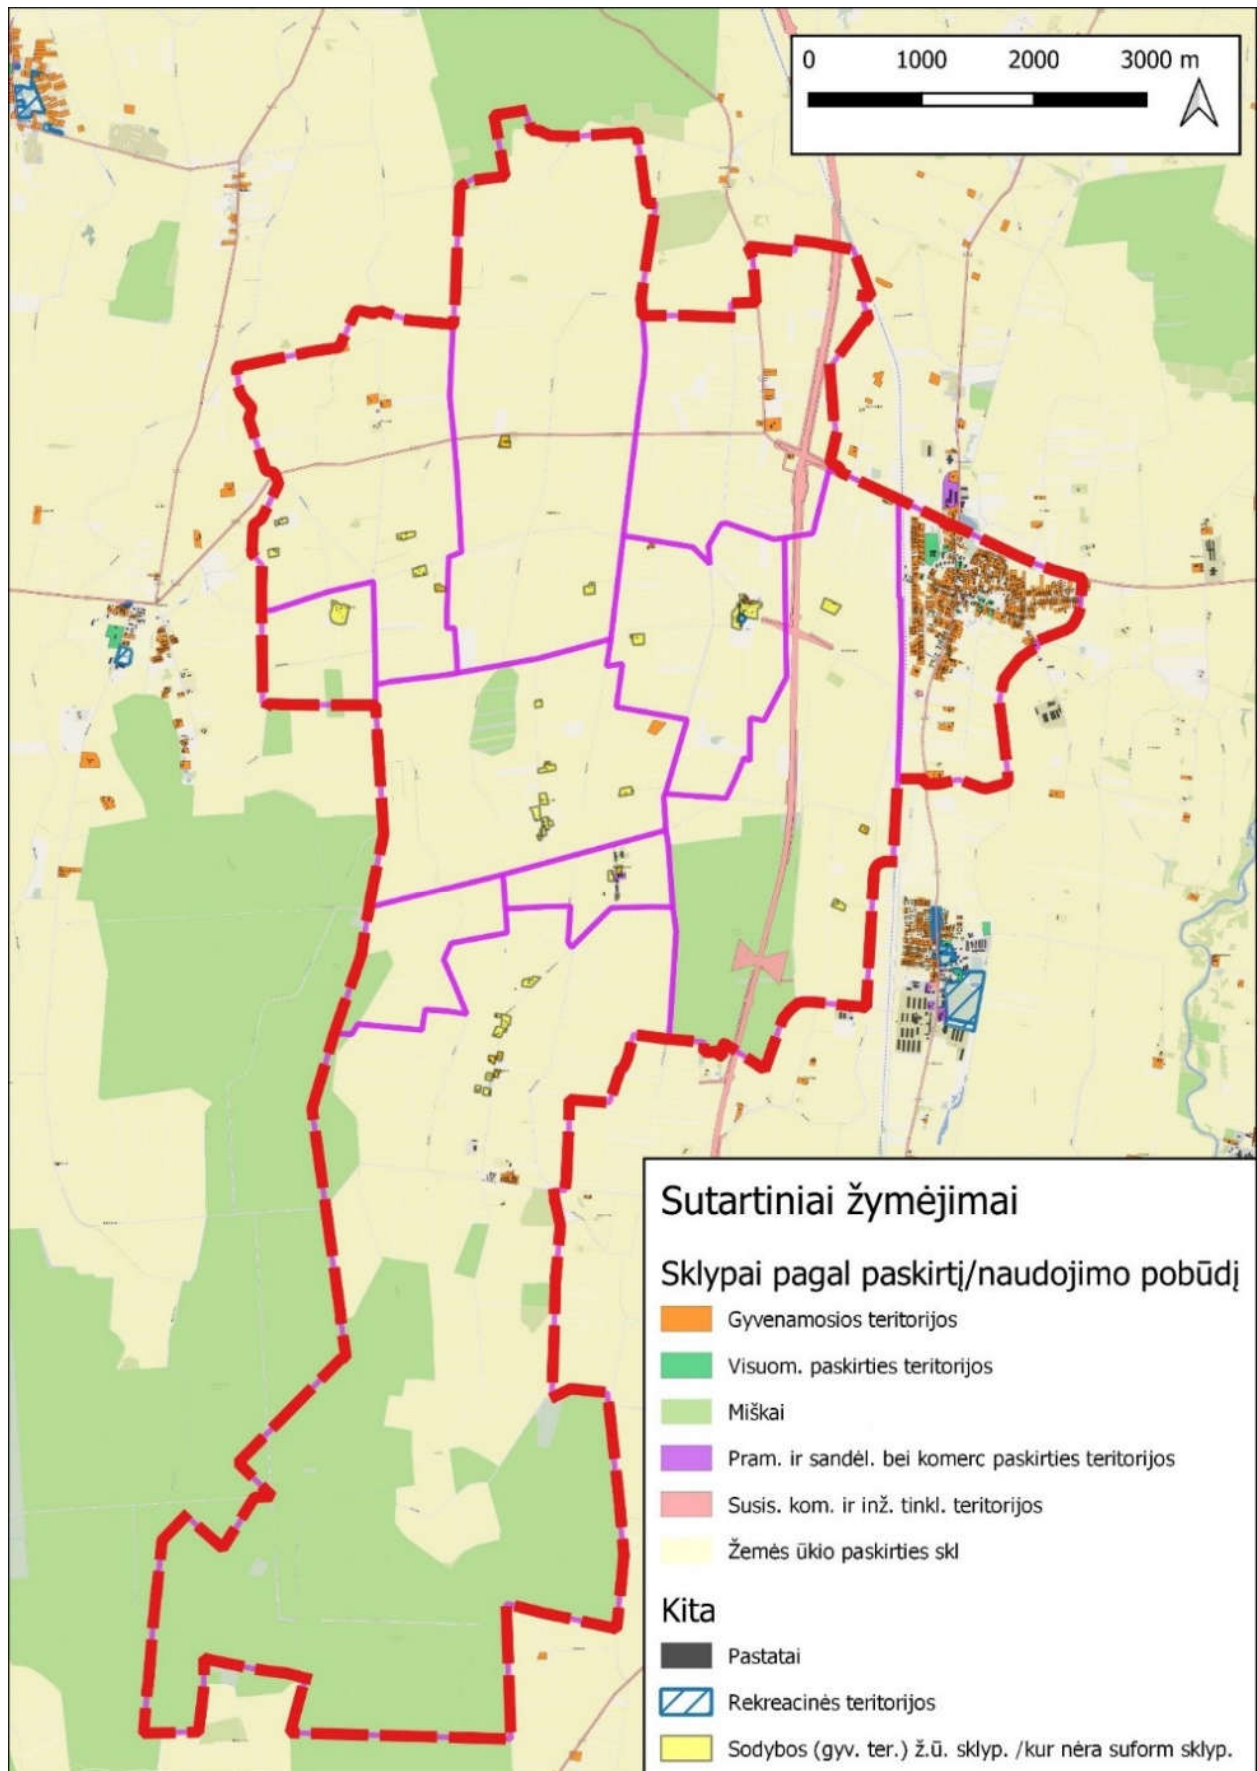 0 1000 2000 3000 m
Sutartiniai žymėjimai
Sklypai pagal paskirtį/naudojimo pobūdį
Gyvenamosios teritorijos
Visuom. paskirties teritorijos
Miškai
Pram. ir sandėl. bei komerc paskirties teritorijos
Susis. kom. ir inž. tinkl. teritorijos
Žemės ūkio paskirties skl
Kita
Pastatai
Rekreacinės teritorijos
Sodybos (gyv. ter.) ž.ū. sklyp. /kur nėra suform sklyp.